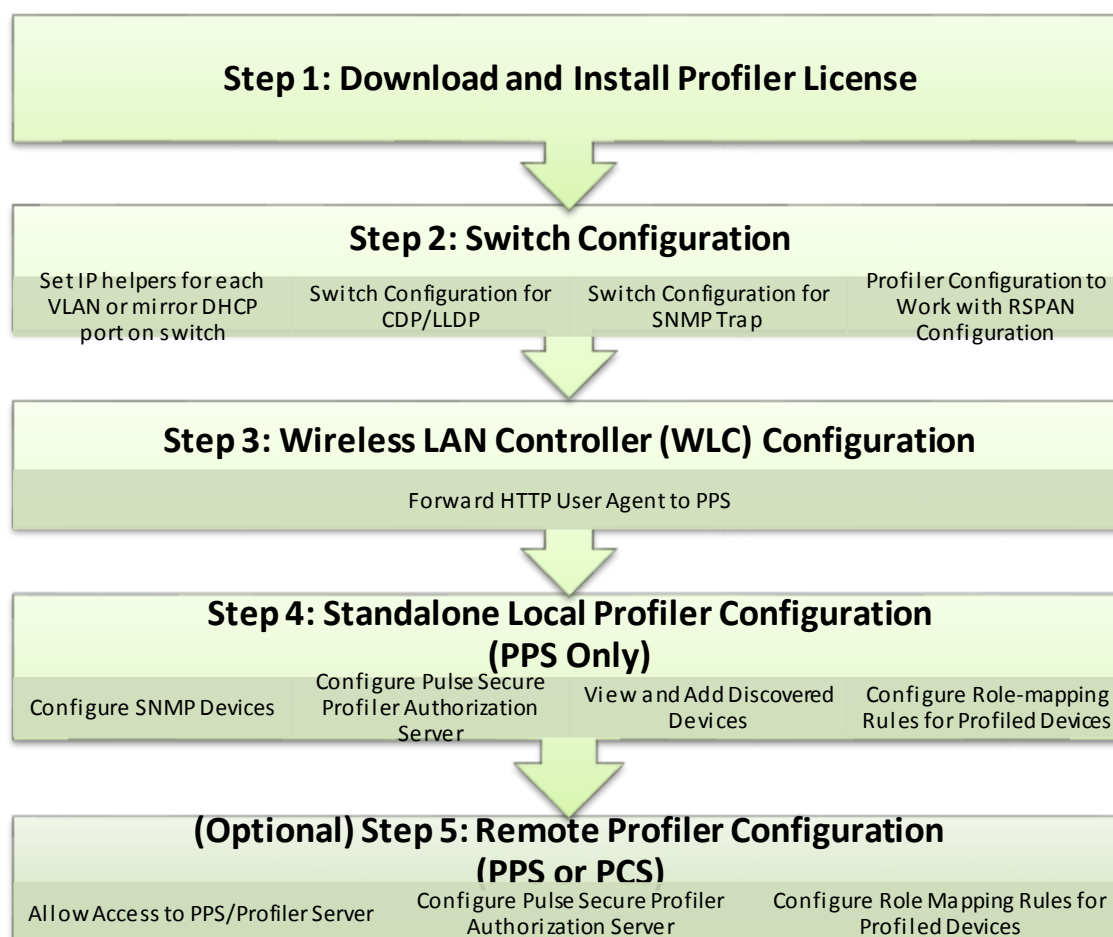 Step 1: Download and Install Profiler License
Step 2: Switch Configuration
Set IP helpers for each
VLAN or mirror DHCP
port on switch
Switch Configuration for
CDP/LLDP
Switch Configuration for
SNMP Trap
Profiler Configuration to
Work with RSPAN
Configuration
Step 3: Wireless LAN Controller (WLC) Configuration
Forward HTTP User Agent to PPS
Step 4: Standalone Local Profiler Configuration
(PPS Only)
Configure SNMP Devices
Configure Pulse Secure
Profiler Authorization
Server
View and Add Discovered
Devices
Configure Role-mapping
Rules for Profiled Devices
(Optional) Step 5: Remote Profiler Configuration
(PPS or PCS)
Allow Access to PPS/Profiler Server
Configure Pulse Secure Profiler
Authorization Server
Configure Role Mapping Rules for
Profiled Devices